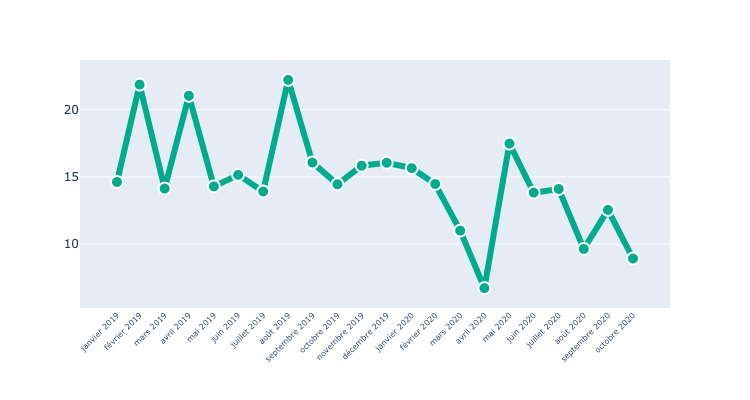 20
15
10
janvier 2019
février 2019
mars 2019
avril 2019
mai 2019
juin 2019
juillet 2019
août 2019
septembre 2019
octobre 2019
novembre 2019
décembre 2019
janvier 2020
février 2020
mars 2020
avril 2020
mai 2020
juin 2020
juillet 2020
août 2020
septembre 2020
octobre 2020